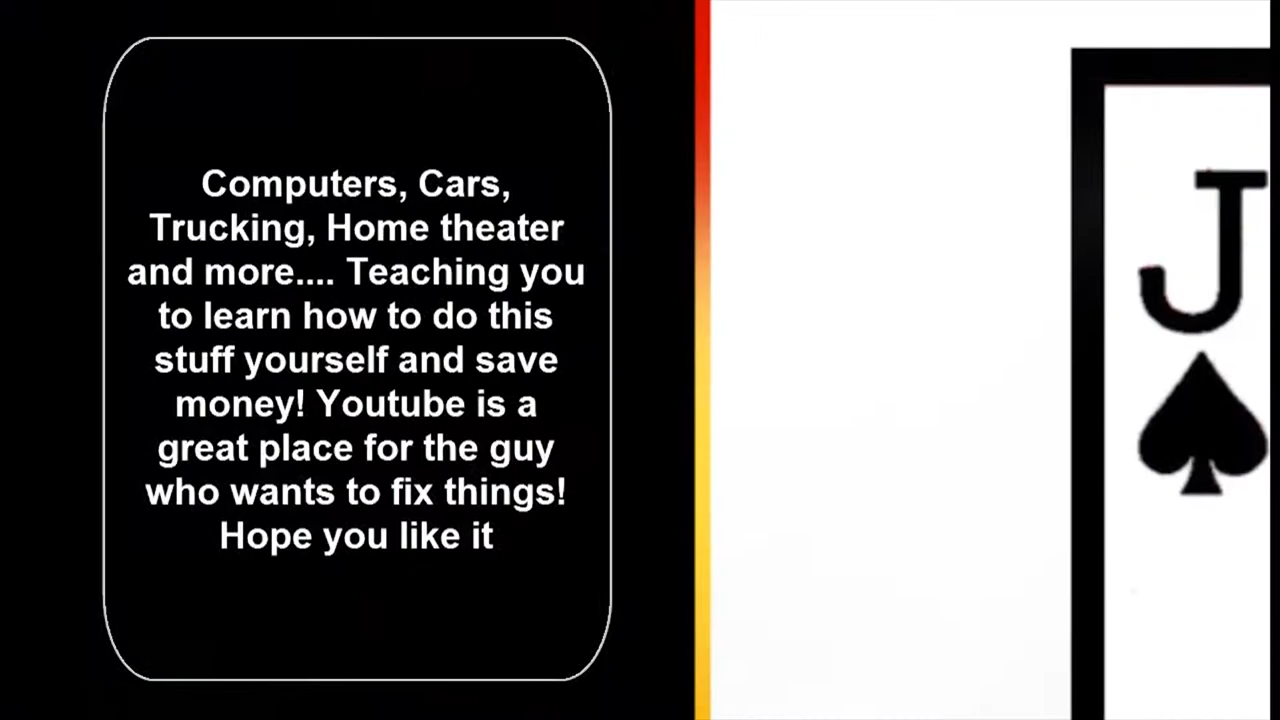 Computers, Cars,
Trucking, Home theater
and more.... Teaching you
to learn how to do this
stuff yourself and save
money! Youtube is a
great place for the guy
who wants to fix things!
Hope you like it
J